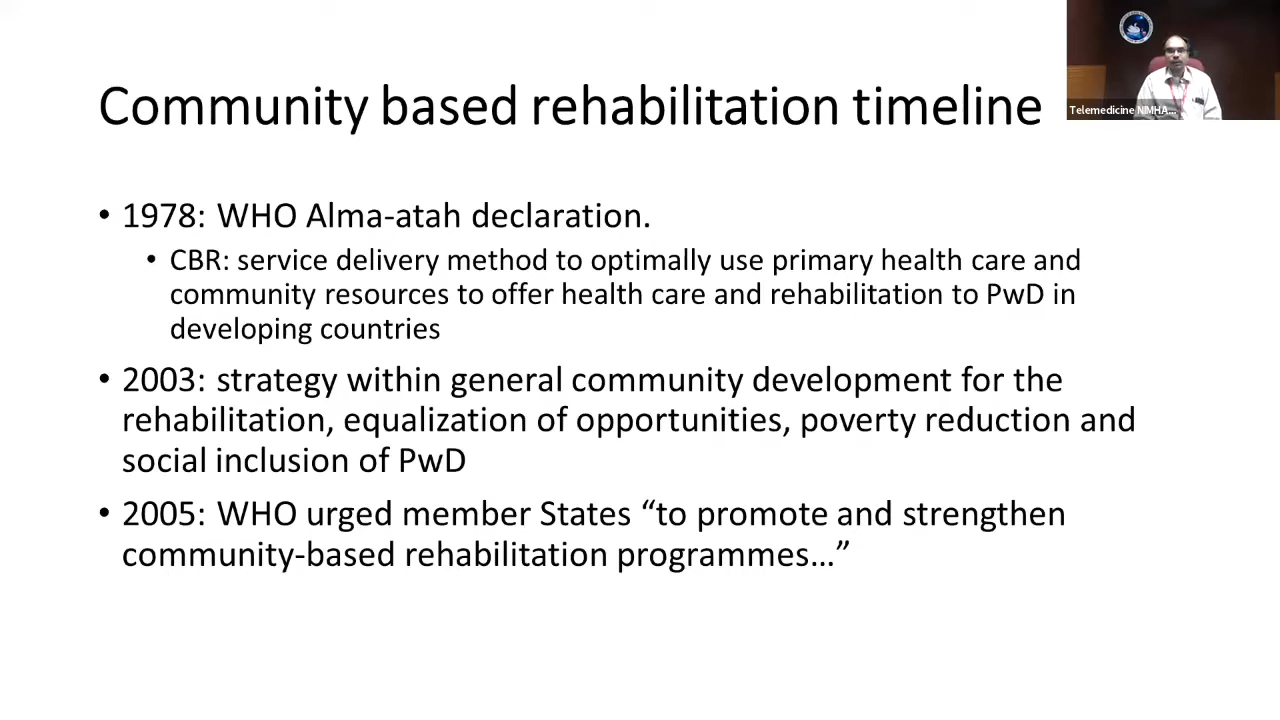 Community based rehabilitation timeline
Telemedicine NIMHA...
• 1978: WHO Alma-atah declaration.
• CBR: service delivery method to optimally use primary health care and
community resources to offer health care and rehabilitation to PwD in
developing countries
• 2003: strategy within general community development for the
rehabilitation, equalization of opportunities, poverty reduction and
social inclusion of PwD
• 2005: WHO urged member States “to promote and strengthen
community-based rehabilitation programmes…”